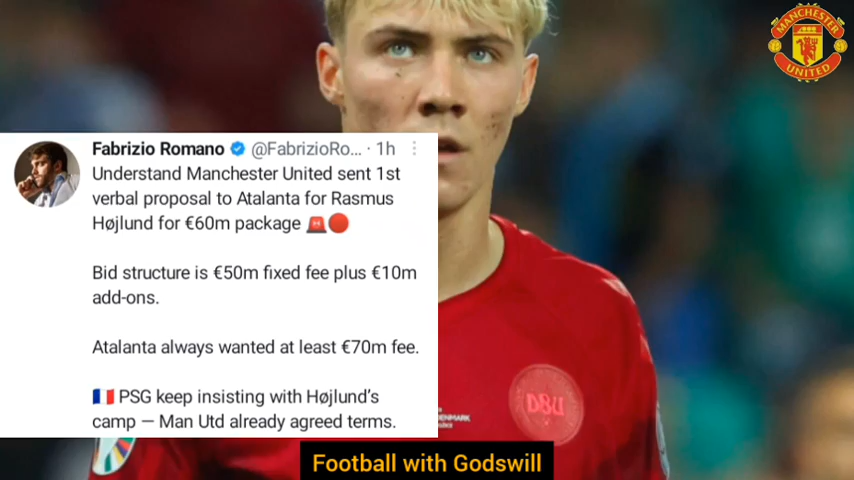 MANCHESTER
UNITED
Fabrizio Romano @FabrizioRo... · 1h
Understand Manchester United sent 1st
verbal proposal to Atalanta for Rasmus
Højlund for €60m package 🚨🔴
Bid structure is €50m fixed fee plus €10m
add-ons.
Atalanta always wanted at least €70m fee.
🇫🇷 PSG keep insisting with Højlund's
camp — Man Utd already agreed terms.
DBU
Football with Godswill